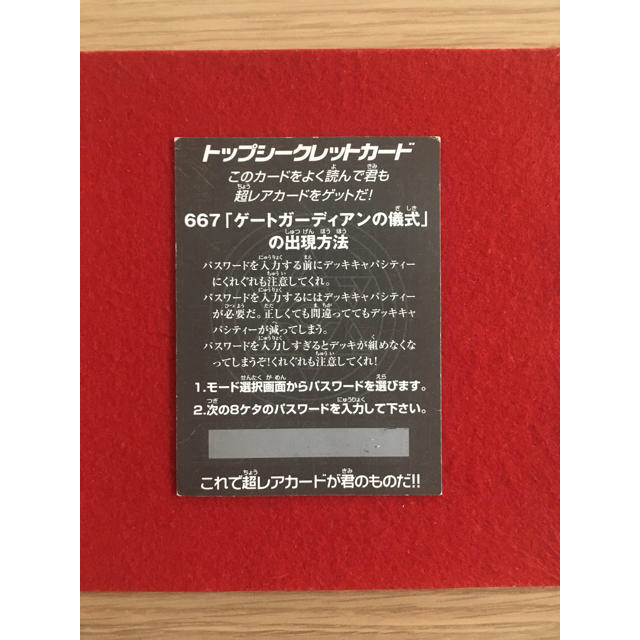 トップシークレットカード
このカードをよく読んで君も
超レアカードをゲットだ!
667「ゲートガーディアンの儀式」
の出現方法
パスワードを入力する前にデッキキャパシティー
にくれぐれも注意してくれ。
パスワードを入力するにはデッキキャパシティー
が必要だ。正しくても間違っててもデッキキャ
パシティーが減ってしまう。
パスワードを入力しすぎるとデッキが組めなくな
ってしまうぞ!くれぐれも注意してくれ!
1.モード選択画面からパスワードを選びます。
2.次の8ケタのパスワードを入力して下さい。
これで超レアカードが君のものだ!!